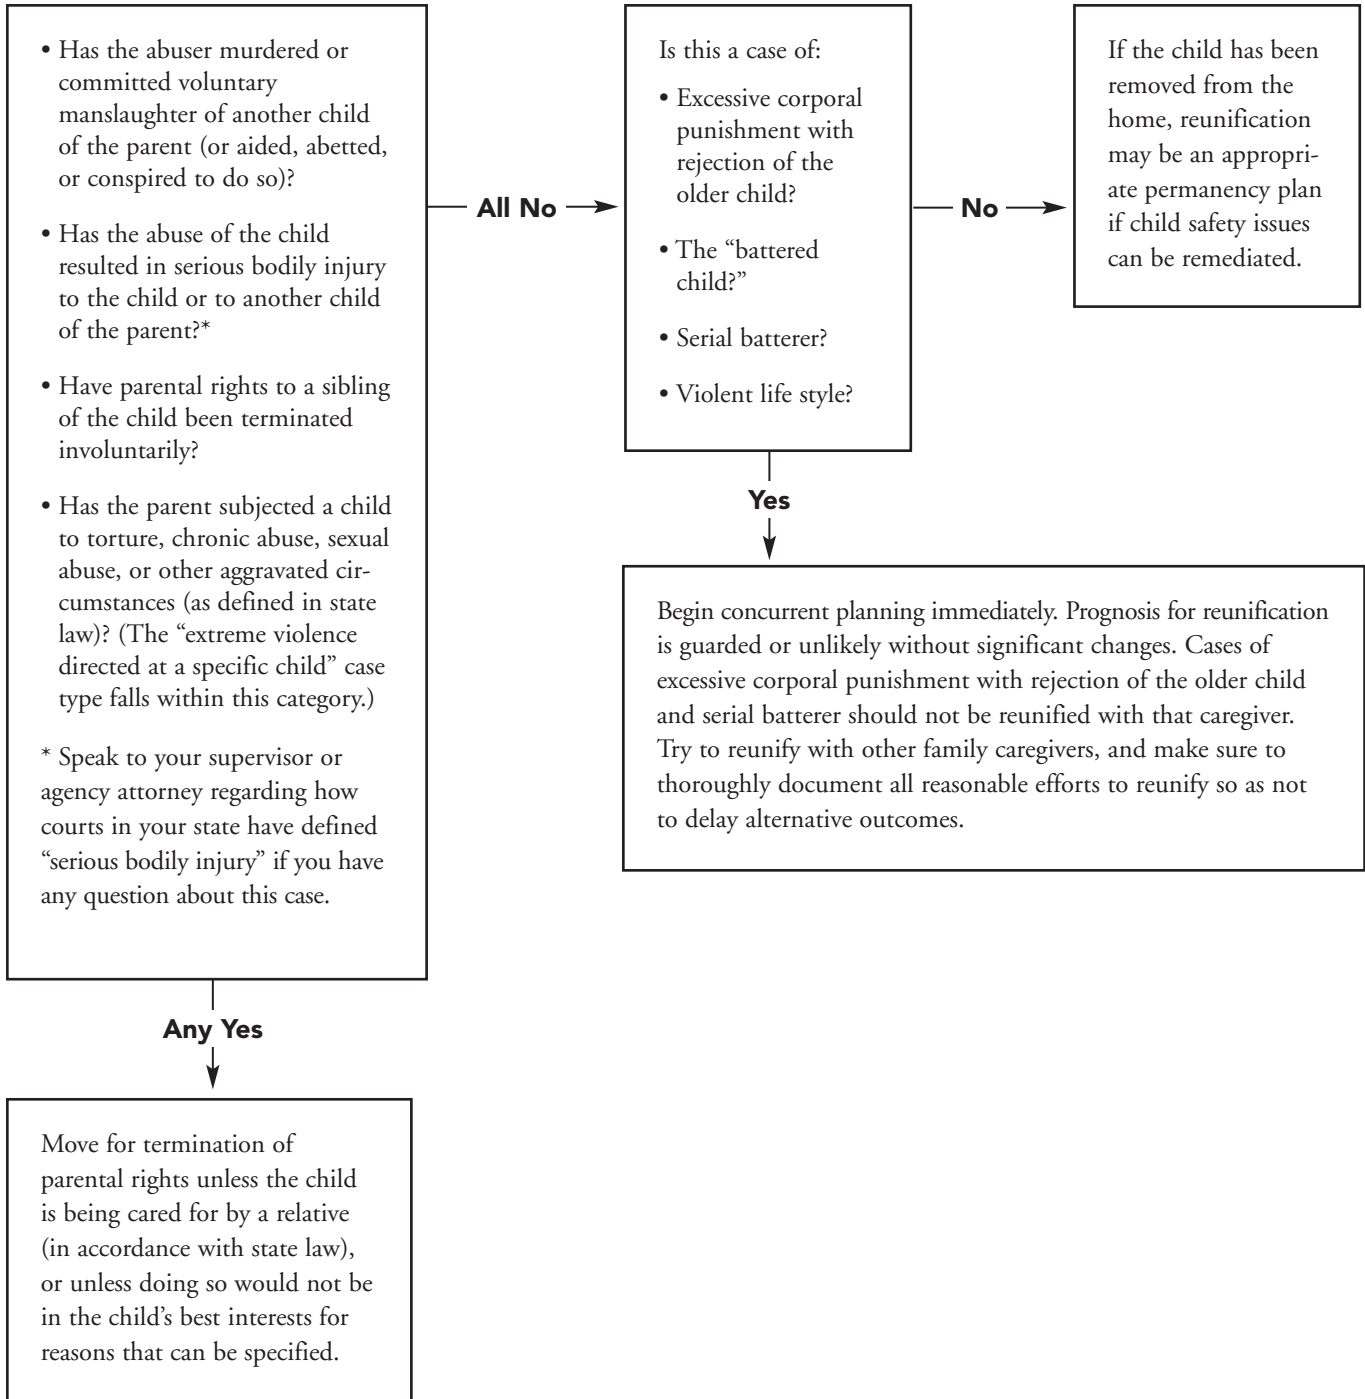 • Has the abuser murdered or
committed voluntary
manslaughter of another child
of the parent (or aided, abetted,
or conspired to do so)?
• Has the abuse of the child
resulted in serious bodily injury
to the child or to another child
of the parent?*
• Have parental rights to a sibling
of the child been terminated
involuntarily?
• Has the parent subjected a child
to torture, chronic abuse, sexual
abuse, or other aggravated cir-
cumstances (as defined in state
law)? (The “extreme violence
directed at a specific child” case
type falls within this category.)
* Speak to your supervisor or
agency attorney regarding how
courts in your state have defined
“serious bodily injury” if you have
any question about this case.
All No
Is this a case of:
• Excessive corporal
punishment with
rejection of the
older child?
• The “battered
child?”
• Serial batterer?
• Violent life style?
No
If the child has been
removed from the
home, reunification
may be an appropri-
ate permanency plan
if child safety issues
can be remediated.
Yes
Begin concurrent planning immediately. Prognosis for reunification
is guarded or unlikely without significant changes. Cases of
excessive corporal punishment with rejection of the older child
and serial batterer should not be reunified with that caregiver.
Try to reunify with other family caregivers, and make sure to
thoroughly document all reasonable efforts to reunify so as not
to delay alternative outcomes.
Any Yes
Move for termination of
parental rights unless the child
is being cared for by a relative
(in accordance with state law),
or unless doing so would not be
in the child’s best interests for
reasons that can be specified.